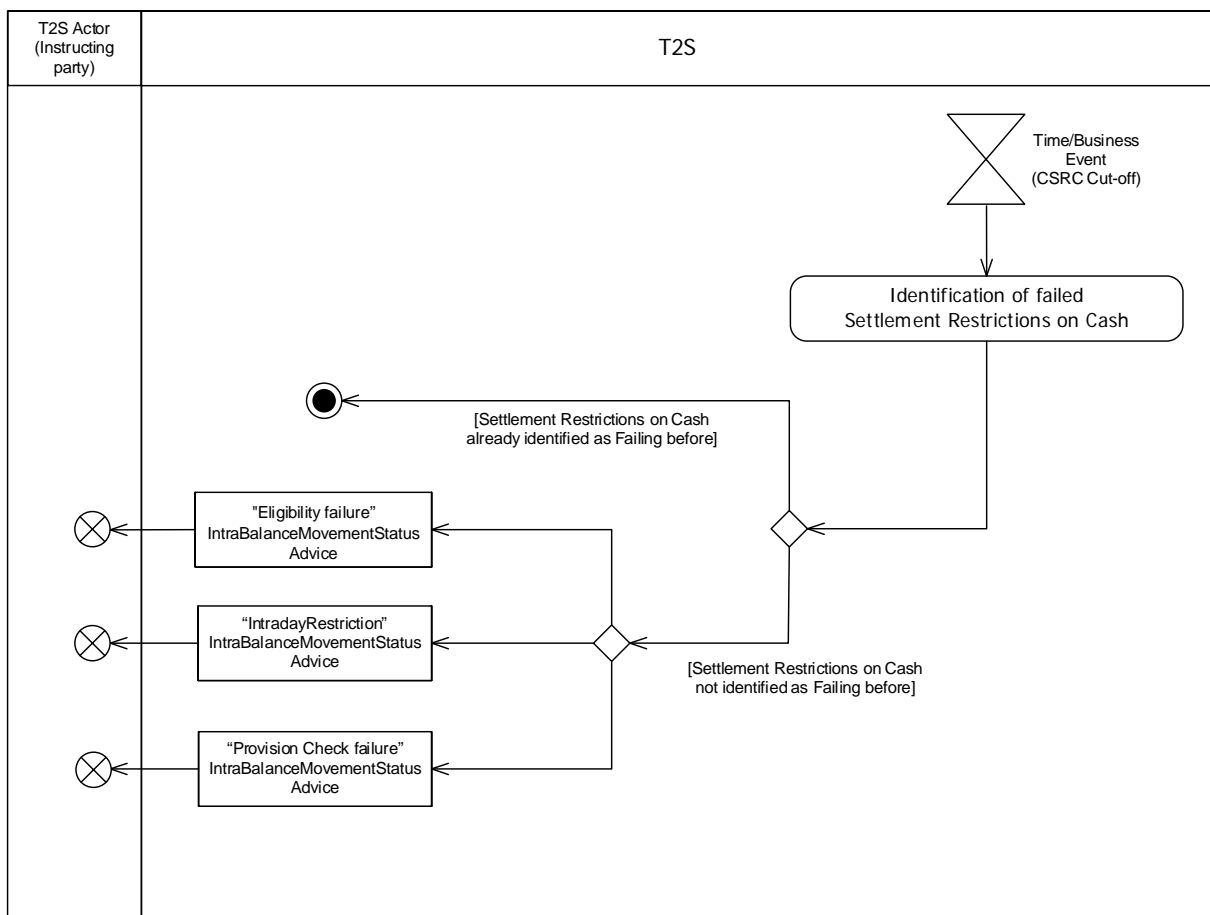 T2S Actor
(Instructing
party)
T2S
Time/Business
Event
(CSRC Cut-off)
Identification of failed
Settlement Restrictions on Cash
[Settlement Restrictions on Cash
already identified as Failing before]
"Eligibility failure”
IntraBalanceMovementStatus
Advice
“IntradayRestriction”
IntraBalanceMovementStatus
Advice
[Settlement Restrictions on Cash
not identified as Failing before]
“Provision Check failure”
IntraBalanceMovementStatus
Advice